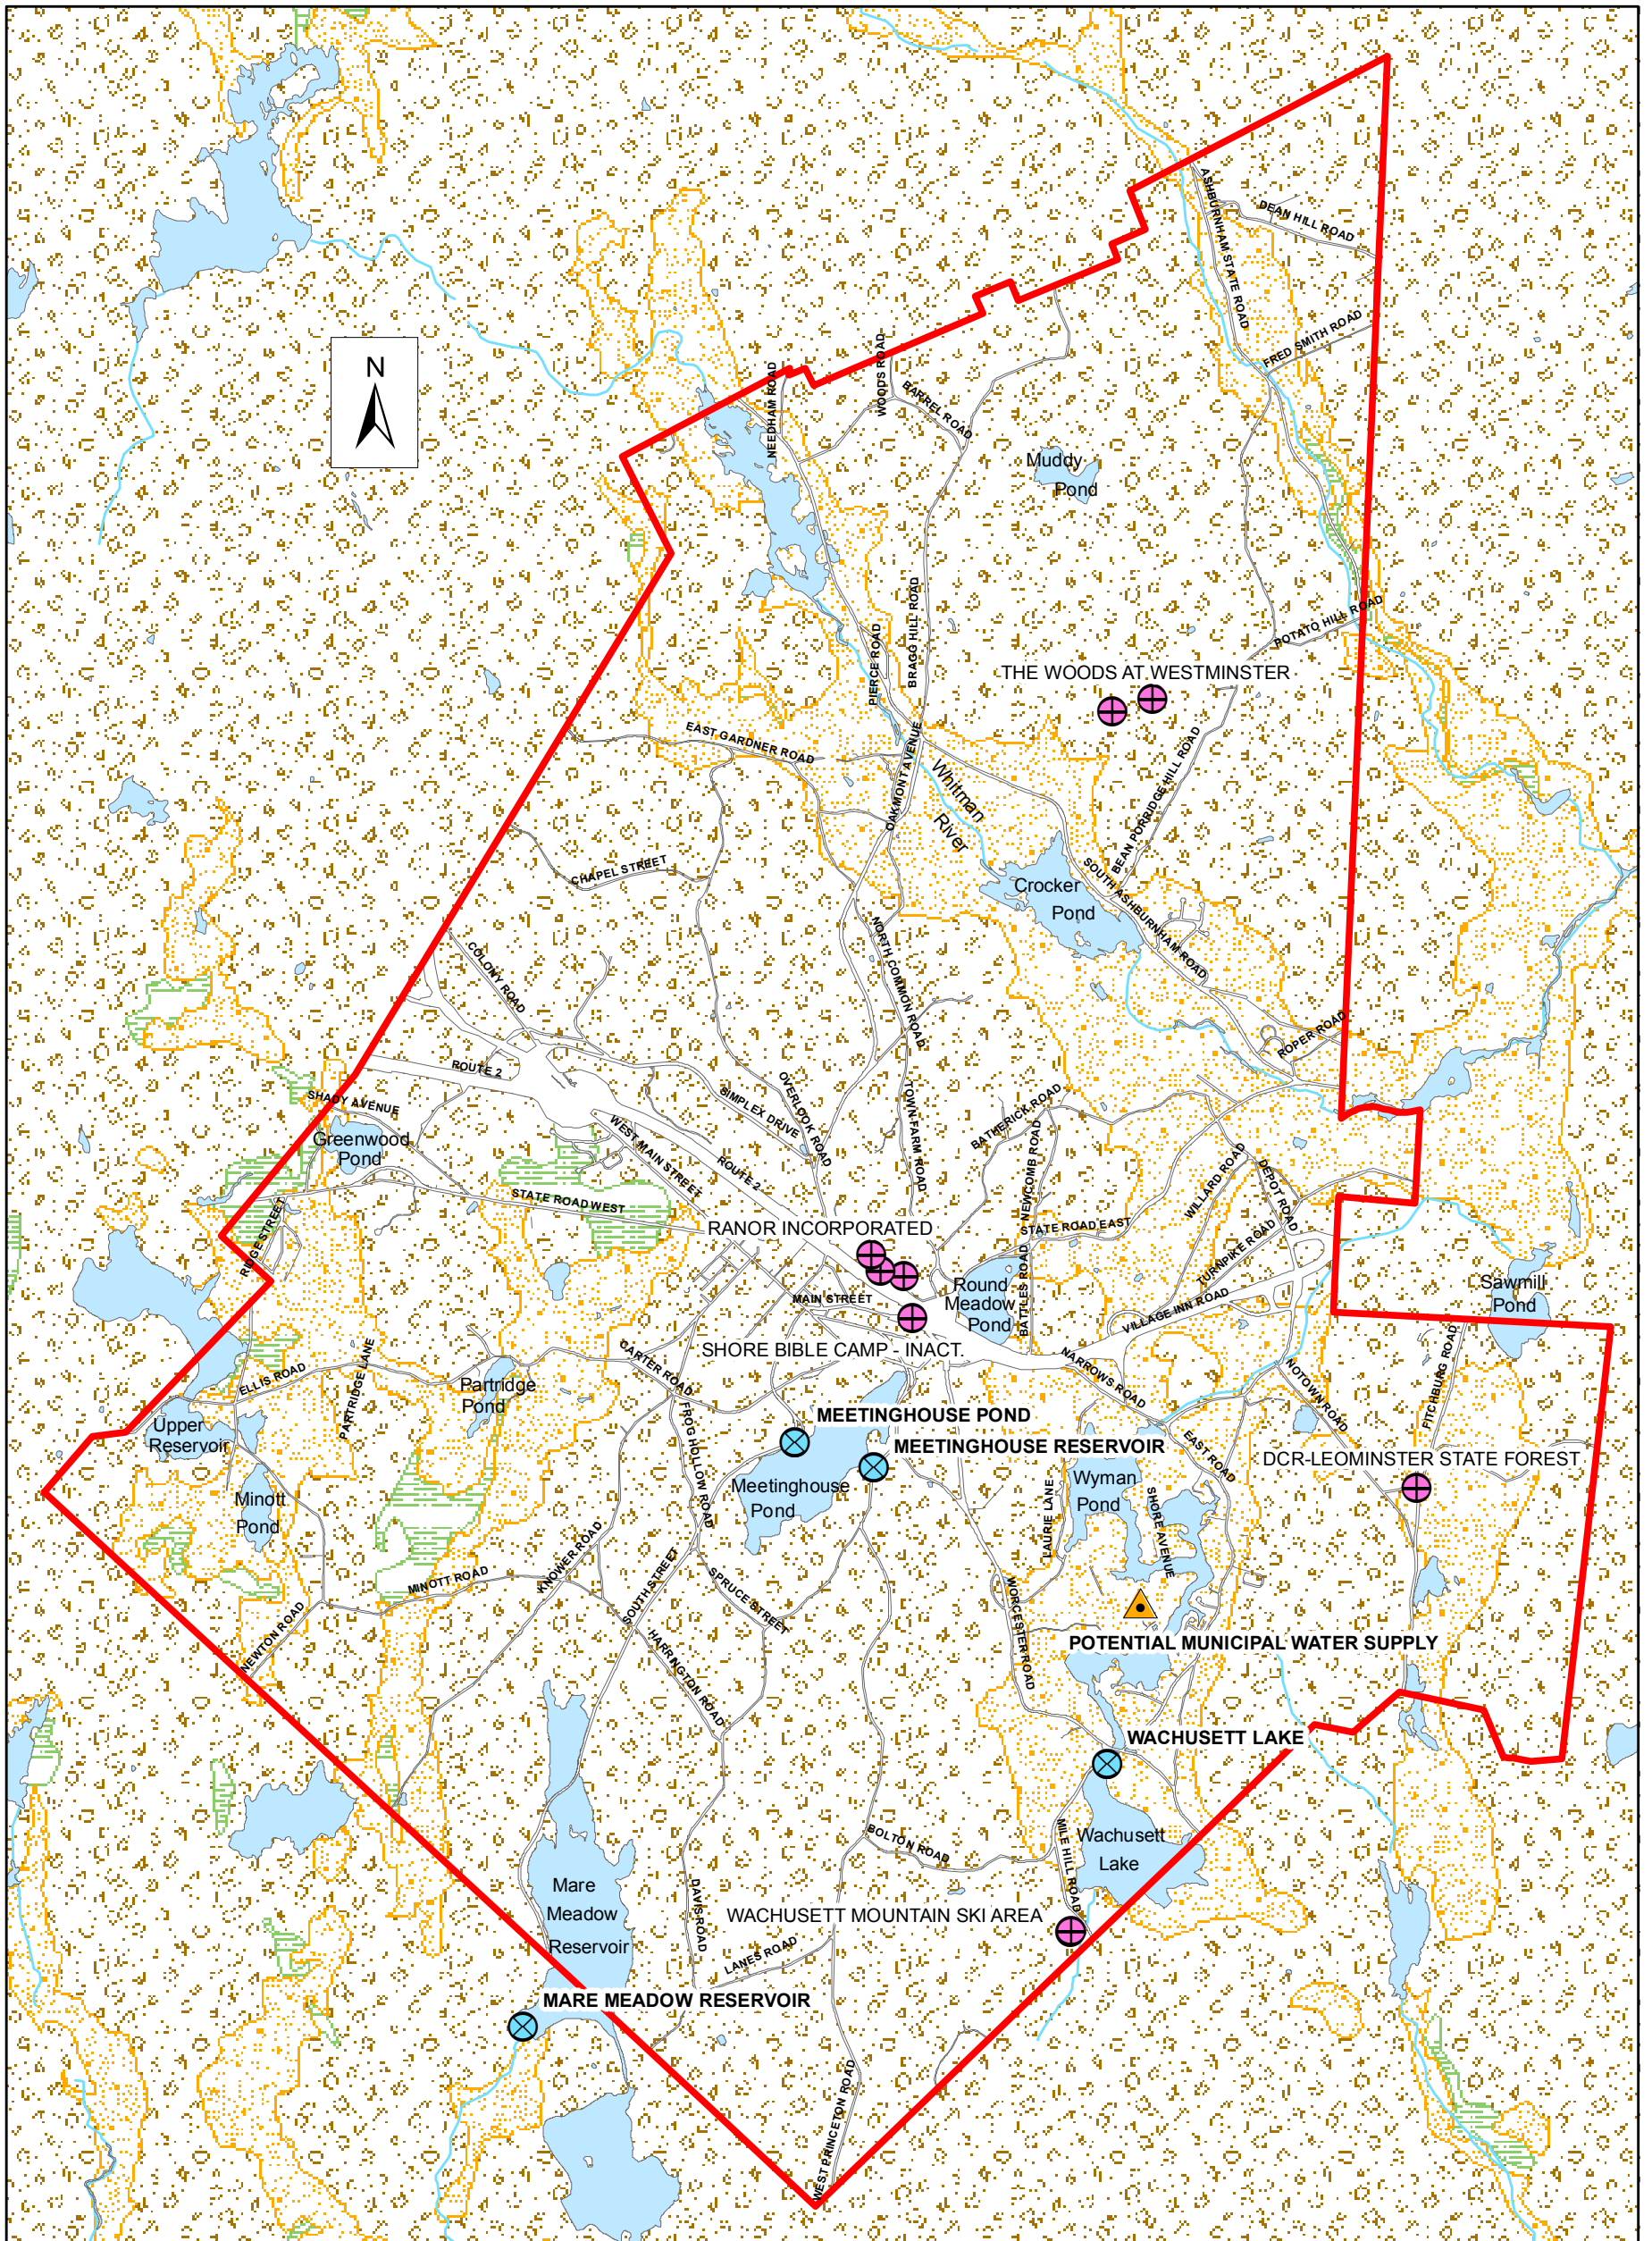 ASHBURNHAM STATE ROAD
DEAN HILL ROAD
FRED SMITH ROAD
N
NEEDHAM ROAD
WOODS ROAD
BARREL ROAD
Muddy
Pond
POTATO HILL ROAD
PIERCE ROAD
BRAGG HILL ROAD
THE WOODS AT WESTMINSTER
EAST GARDNER ROAD
OAKMONT AVENUE
Whitman
River
BEAN PORRIDGE HILL ROAD
CHAPEL STREET
Crocker
Pond
SOUTH ASHBURNHAM ROAD
COLONY ROAD
NORTH COMMON ROAD
ROPER ROAD
ROUTE 2
SHADY AVENUE
SIMPLEX DRIVE
OVERLOOK ROAD
TOWN FARM ROAD
BATHERICK ROAD
Greenwood
Pond
WEST MAIN STREET
ROUTE 2
NEWCOMB ROAD
WILLARD ROAD
DEPOT ROAD
STATE ROAD WEST
STATE ROAD EAST
RIDGE STREET
RANOR INCORPORATED
TURNPIKE ROAD
BATTLES ROAD
Round
Meadow
Pond
Sawmill
Pond
MAIN STREET
VILLAGE INN ROAD
SHORE BIBLE CAMP - INACT.
CARTER ROAD
NARROWS ROAD
NOTOWN ROAD
FITCHBURG ROAD
ELLIS ROAD
PARTRIDGE LANE
Partridge
Pond
FROG HOLLOW ROAD
MEETINGHOUSE POND
Upper
Reservoir
MEETINGHOUSE RESERVOIR
EAST ROAD
DCR-LEOMINSTER STATE FOREST
Minott
Pond
Meetinghouse
Pond
Wyman
Pond
LAURIE LANE
SHORE AVENUE
KNOWER ROAD
MINOTT ROAD
SOUTH STREET
SPRUCE STREET
WORCESTER ROAD
NEWTON ROAD
HARRINGTON ROAD
POTENTIAL MUNICIPAL WATER SUPPLY
WACHUSETT LAKE
BOLTON ROAD
MILE HILL ROAD
Wachusett
Lake
Mare
Meadow
Reservoir
DAVIS ROAD
WACHUSETT MOUNTAIN SKI AREA
LANES ROAD
MARE MEADOW RESERVOIR
WEST PRINCETON ROAD